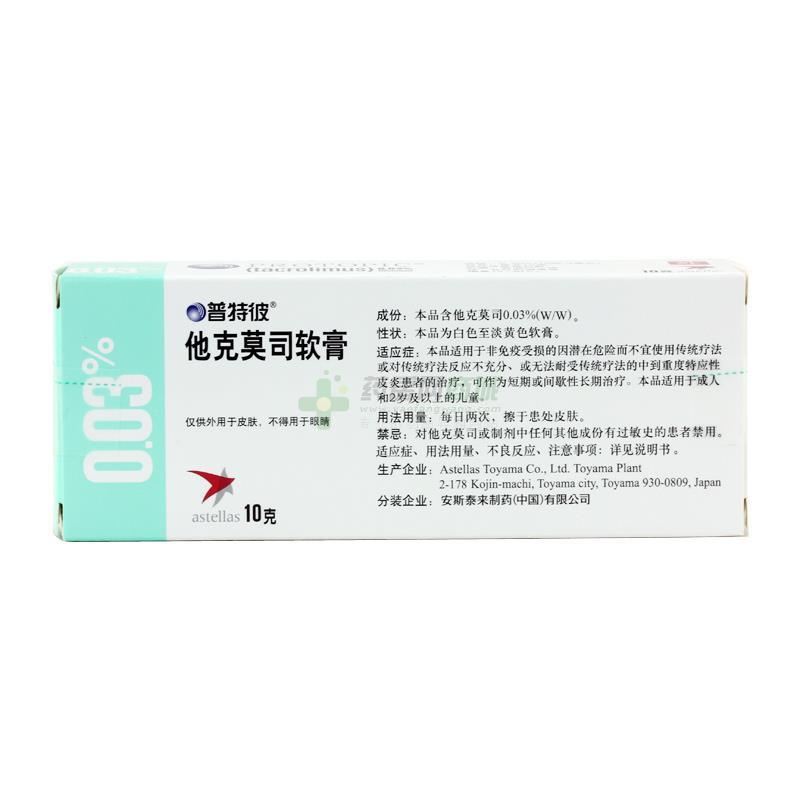 0.03%
PROTOPIC
(tacrolimus)
普特彼®
他克莫司软膏
仅供外用于皮肤，不得用于眼睛
astellas 10克
成份：本品含他克莫司0.03%(W/W)。
性状：本品为白色至淡黄色软膏。
适应症：本品适用于非免疫受损的因潜在危险而不宜使用传统疗法
或对传统疗法反应不充分、或无法耐受传统疗法的中到重度特应性
皮炎患者的治疗，可作为短期或间歇性长期治疗。本品适用于成人
和2岁及以上的儿童
用法用量：每日两次，擦于患处皮肤。
禁忌：对他克莫司或制剂中任何其他成份有过敏史的患者禁用。
适应症、用法用量、不良反应、注意事项：详见说明书。
生产企业：Astellas Toyama Co., Ltd. Toyama Plant
2-178 Kojin-machi, Toyama city, Toyama 930-0809, Japan
分装企业：安斯泰来制药(中国)有限公司